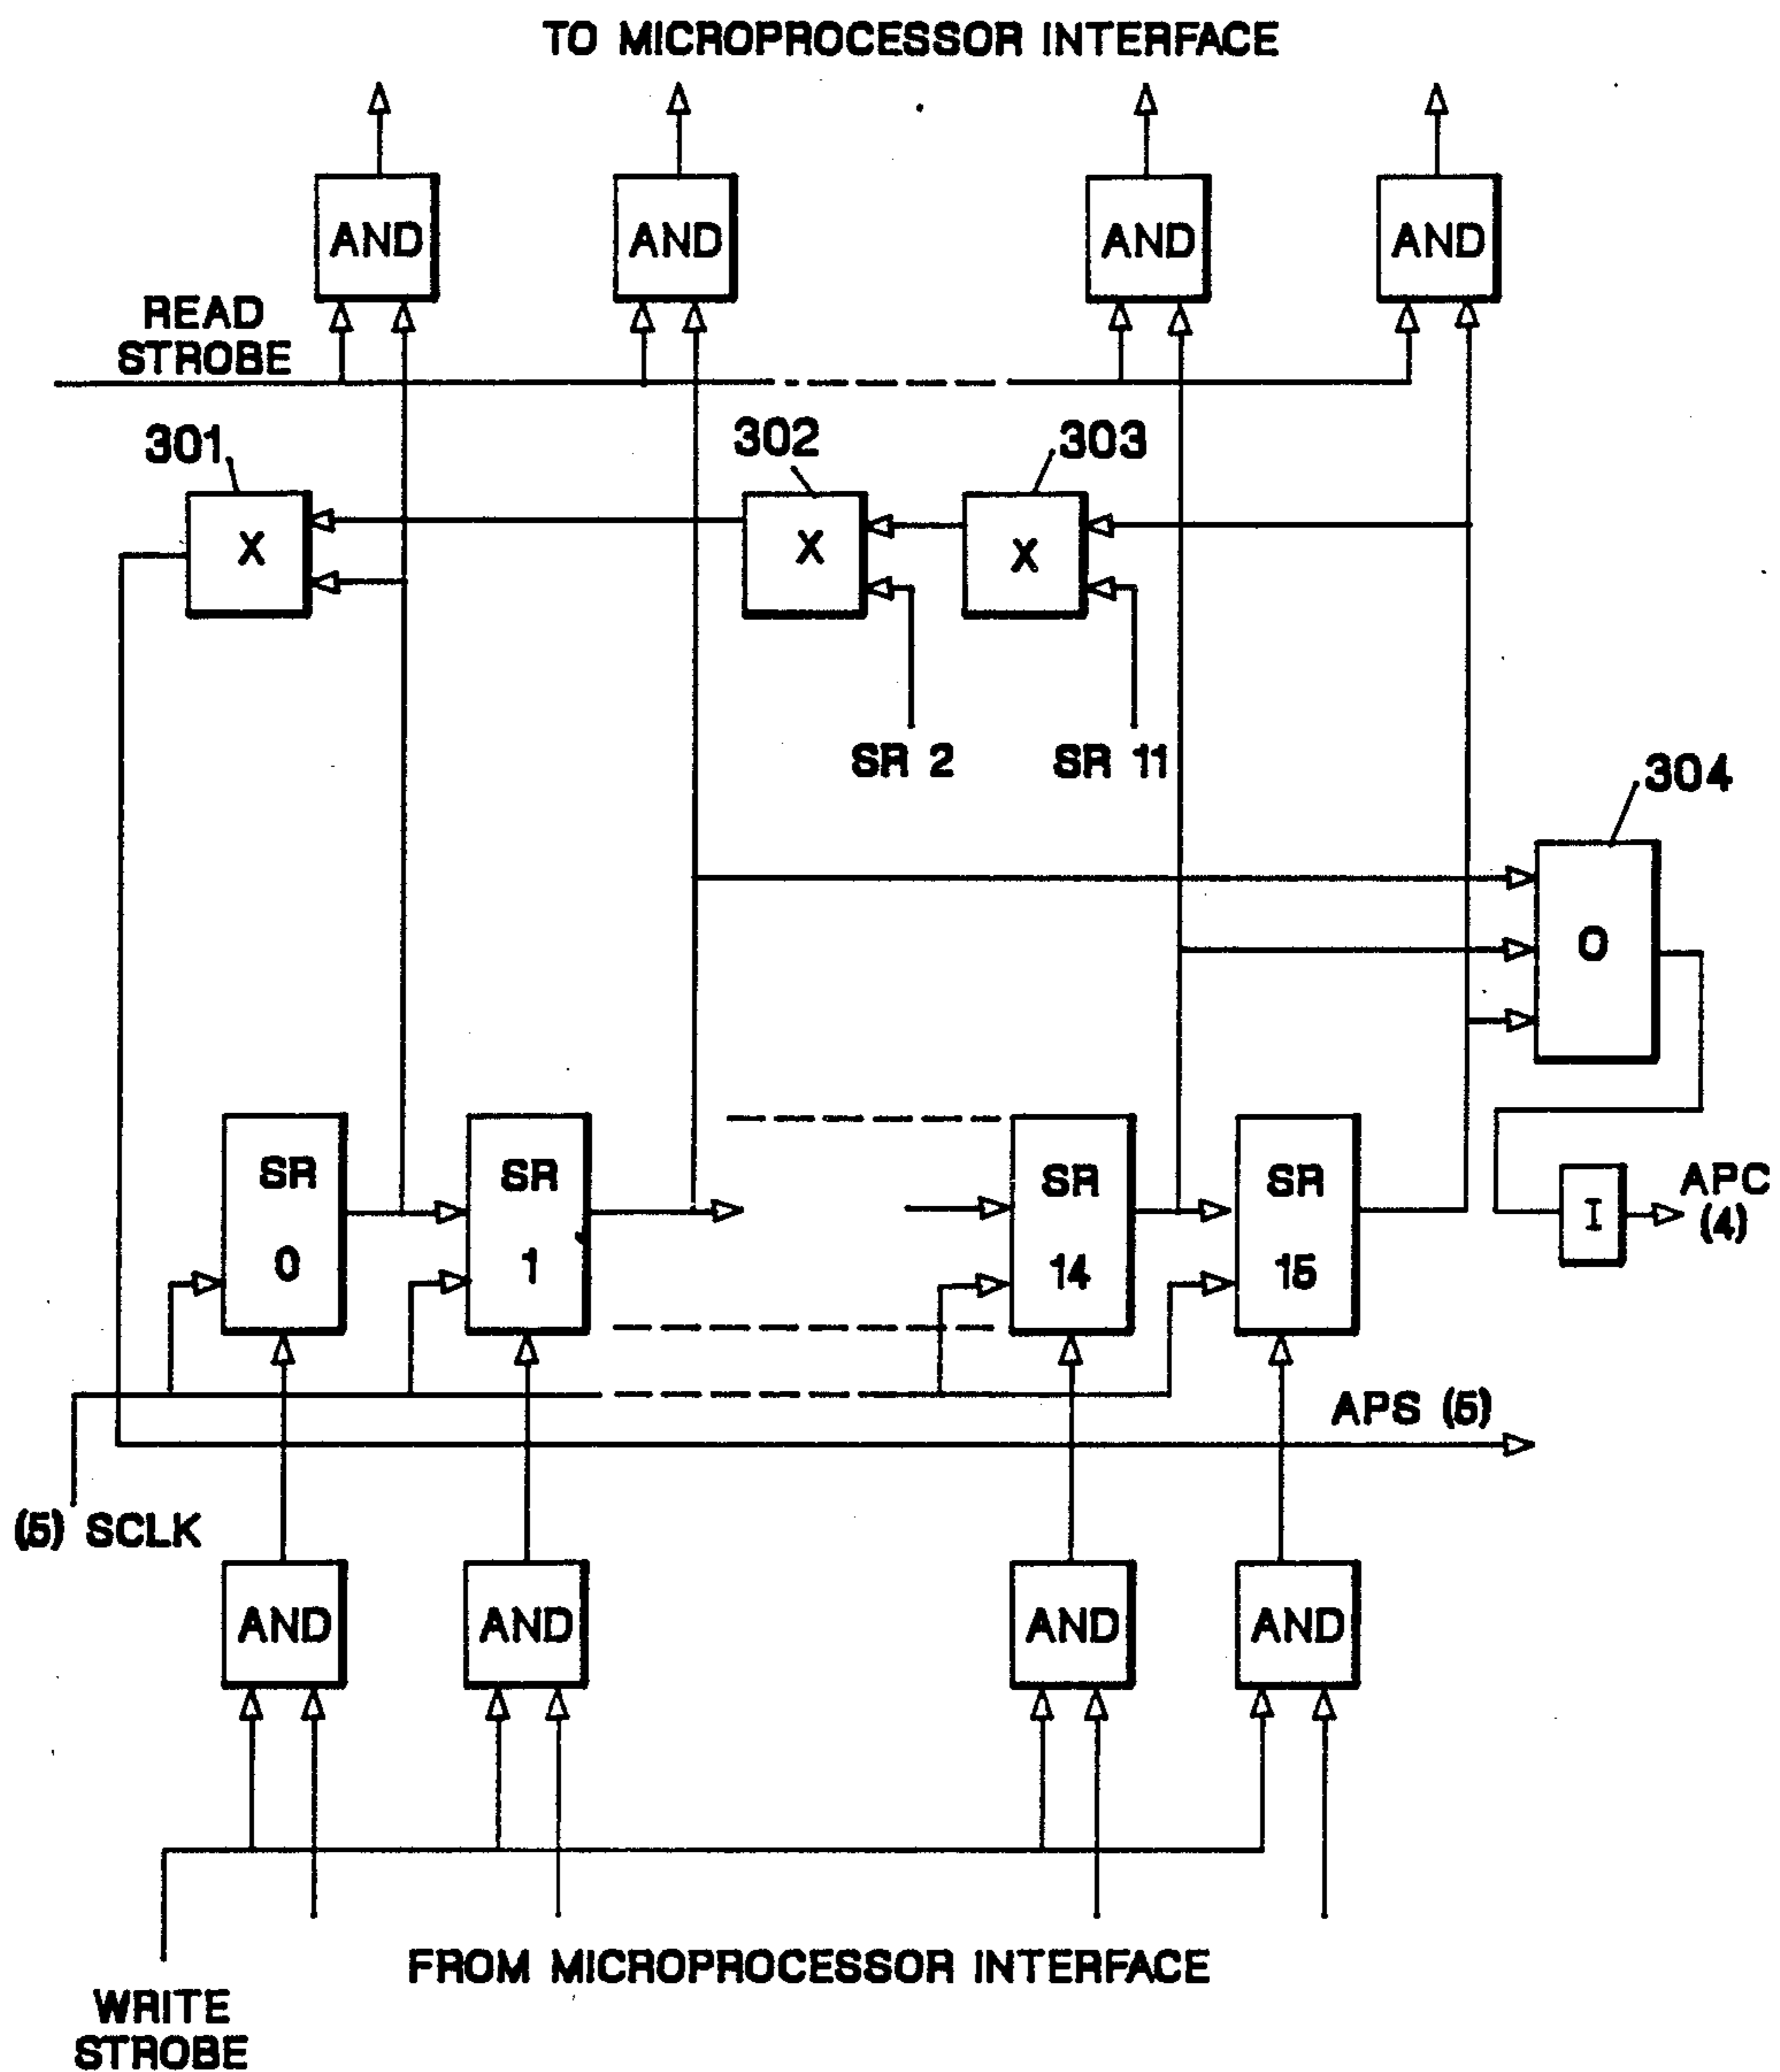 TO MICROPROCESSOR INTERFACE
AND AND AND AND
READ
STROBE
301 302 303
X X X
SR 2 SR 11
304
O
SR SR SR SR
0 1 14 15
I
APC
(4)
APS (5)
(5) SCLK
AND AND AND AND
FROM MICROPROCESSOR INTERFACE
WRITE
STROBE